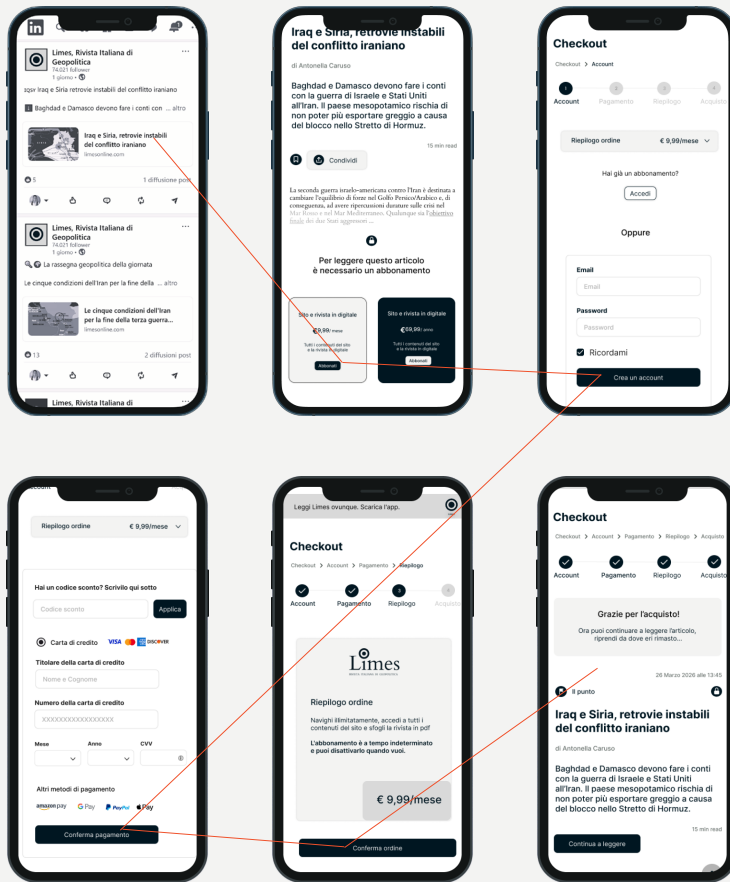 in
Limes, Rivista Italiana di
Geopolitica
74,021 follower
1 giorno •
Iraq e Siria, retrovie instabili del conflitto iraniano
Baghdad e Damasco devono fare i conti con ... altro
Iraq e Siria, retrovie instabili
del conflitto iraniano
limesonline.com
5
1 diffusione post
Limes, Rivista Italiana di
Geopolitica
74,021 follower
1 giorno •
La rassegna geopolitica della giornata
Le cinque condizioni dell'Iran per la fine della ... altro
Le cinque condizioni dell'Iran
per la fine della terza guerra...
limesonline.com
13
2 diffusioni post
Limes, Rivista Italiana di
Iraq e Siria, retrovie instabili
del conflitto iraniano
di Antonella Caruso
Baghdad e Damasco devono fare i conti
con la guerra di Israele e Stati Uniti
all'Iran. Il paese mesopotamico rischia di
non poter più esportare greggio a causa
del blocco nello Stretto di Hormuz.
15 min read
Condividi
La seconda guerra israelo-americana contro l'Iran è destinata a
cambiare l'equilibrio di forze nel Golfo Persico/Arabico e, di
conseguenza, ad avere ripercussioni durature sulle crisi nel
Mar Rosso e nel Mar Mediterraneo. Qualunque sia l'obiettivo
finale dei due Stati aggressori ...
Per leggere questo articolo
è necessario un abbonamento
Sito e rivista in digitale
€9,99/ mese
Tutti i contenuti del sito
e la rivista in digitale
Abbonati
Sito e rivista in digitale
€69,99/ anno
Tutti i contenuti del sito
e la rivista in digitale
Abbonati
Checkout
Checkout > Account
1
2
3
4
Account
Pagamento
Riepilogo
Acquisto
Riepilogo ordine
€ 9,99/mese
Hai già un abbonamento?
Accedi
Oppure
Email
Email
Password
Password
Ricordami
Crea un account
Account
Riepilogo ordine
€ 9,99/mese
Hai un codice sconto? Scrivilo qui sotto
Codice sconto
Applica
Carta di credito
VISA
DISCOVER
Titolare della carta di credito
Nome e Cugnome
Numero della carta di credito
XXXXXXXXXXXXXXXXX
Mese
Anno
CVV
Altri metodi di pagamento
amazon pay
G Pay
PayPal
Pay
Conferma pagamento
Leggi Limes ovunque. Scarica l'app.
Checkout
Checkout > Account > Pagamento > Riepilogo
3
4
Account
Pagamento
Riepilogo
Acquisto
Limes
RIVISTA ITALIANA DI GEOPOLITICA
Riepilogo ordine
Navighi illimitatamente, accedi a tutti i
contenuti del sito e sfogli la rivista in pdf
L'abbonamento è a tempo indeterminato
e puoi disattivarlo quando vuoi.
€ 9,99/mese
Conferma ordine
Checkout
Checkout > Account > Pagamento > Riepilogo > Acquisto
Account
Pagamento
Riepilogo
Acquisto
Grazie per l'acquisto!
Ora puoi continuare a leggere l'articolo,
riprendi da dove eri rimasto...
26 Marzo 2026 alle 13:45
Il punto
Iraq e Siria, retrovie instabili
del conflitto iraniano
di Antonella Caruso
Baghdad e Damasco devono fare i conti
con la guerra di Israele e Stati Uniti
all'Iran. Il paese mesopotamico rischia di
non poter più esportare greggio a causa
del blocco nello Stretto di Hormuz.
15 min read
Continua a leggere